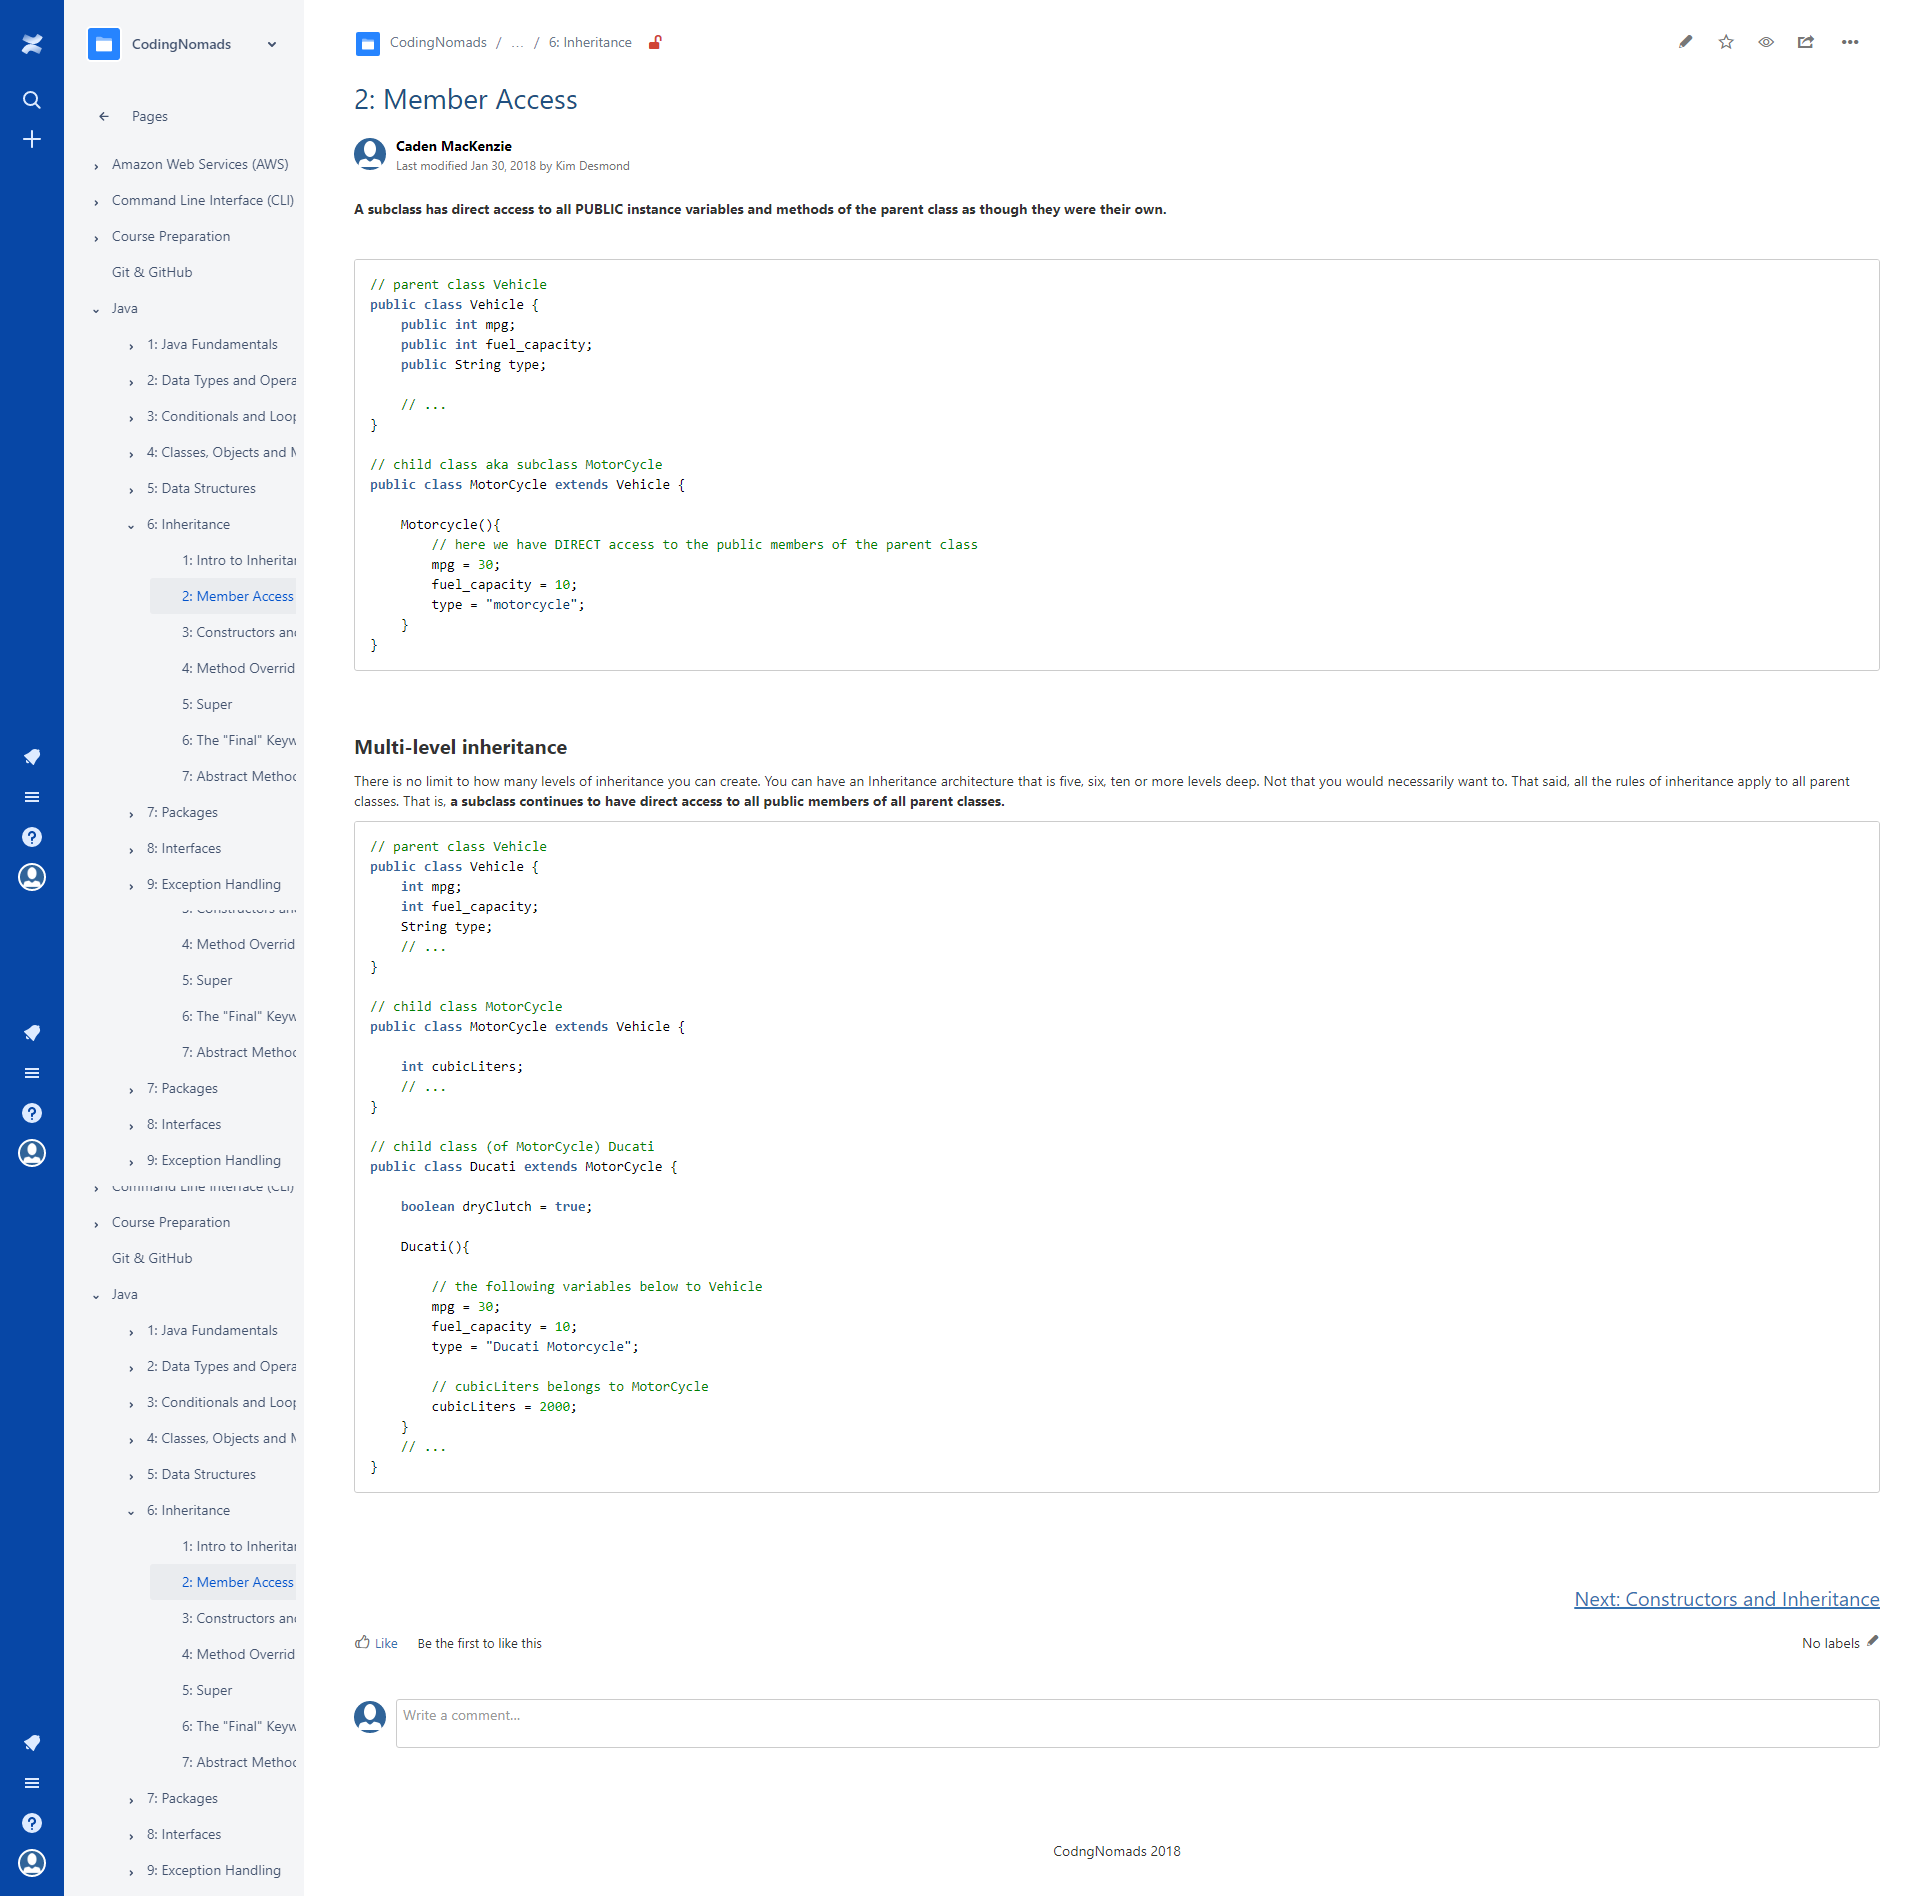 CodingNomads
Pages
Amazon Web Services (AWS)
Command Line Interface (CLI)
Course Preparation
Git & GitHub
Java
1: Java Fundamentals
2: Data Types and Opera
3: Conditionals and Loop
4: Classes, Objects and M
5: Data Structures
6: Inheritance
1: Intro to Inheritan
2: Member Access
3: Constructors and
4: Method Overrid
5: Super
6: The "Final" Keyw
7: Abstract Method
7: Packages
8: Interfaces
9: Exception Handling
3: Constructors and
4: Method Overrid
5: Super
6: The "Final" Keyw
7: Abstract Method
7: Packages
8: Interfaces
9: Exception Handling
Command Line Interface (CLI)
Course Preparation
Git & GitHub
Java
1: Java Fundamentals
2: Data Types and Opera
3: Conditionals and Loop
4: Classes, Objects and M
5: Data Structures
6: Inheritance
1: Intro to Inheritan
2: Member Access
3: Constructors and
4: Method Overrid
5: Super
6: The "Final" Keyw
7: Abstract Method
7: Packages
8: Interfaces
9: Exception Handling
CodingNomads / ... / 6: Inheritance
2: Member Access
Caden MacKenzie
Last modified Jan 30, 2018 by Kim Desmond
A subclass has direct access to all PUBLIC instance variables and methods of the parent class as though they were their own.
// parent class Vehicle
public class Vehicle {
    public int mpg;
    public int fuel_capacity;
    public String type;
    // ...
}
// child class aka subclass MotorCycle
public class MotorCycle extends Vehicle {
    Motorcycle(){
        // here we have DIRECT access to the public members of the parent class
        mpg = 30;
        fuel_capacity = 10;
        type = "motorcycle";
    }
}
Multi-level inheritance
There is no limit to how many levels of inheritance you can create. You can have an Inheritance architecture that is five, six, ten or more levels deep. Not that you would necessarily want to. That said, all the rules of inheritance apply to all parent
classes. That is, a subclass continues to have direct access to all public members of all parent classes.
// parent class Vehicle
public class Vehicle {
    int mpg;
    int fuel_capacity;
    String type;
    // ...
}
// child class MotorCycle
public class MotorCycle extends Vehicle {
    int cubicLiters;
    // ...
}
// child class (of MotorCycle) Ducati
public class Ducati extends MotorCycle {
    boolean dryClutch = true;
    Ducati(){
        // the following variables below to Vehicle
        mpg = 30;
        fuel_capacity = 10;
        type = "Ducati Motorcycle";
        // cubicLiters belongs to MotorCycle
        cubicLiters = 2000;
    }
    // ...
}
Next: Constructors and Inheritance
Like Be the first to like this
No labels
Write a comment...
CodngNomads 2018